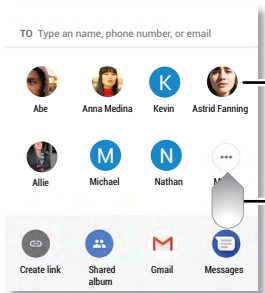 TO Type an name, phone number, or email
K
Abe Anna Medina Kevin Astrid Fanning
M N
Allie Michael Nathan
Create link Shared album Gmail Messages